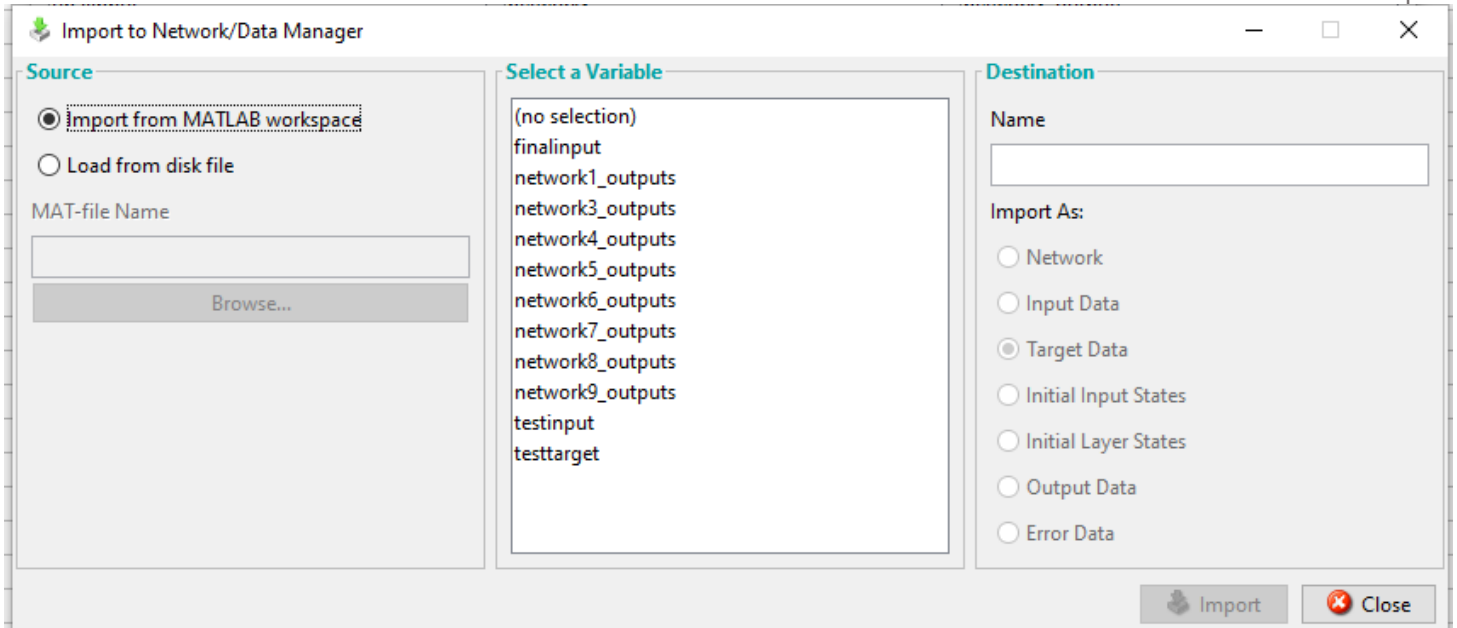 Import to Network/Data Manager
Source
Import from MATLAB workspace
Load from disk file
MAT-file Name
Browse...
Select a Variable
(no selection)
finalinput
network1_outputs
network3_outputs
network4_outputs
network5_outputs
network6_outputs
network7_outputs
network8_outputs
network9_outputs
testinput
testtarget
Destination
Name
Import As:
Network
Input Data
Target Data
Initial Input States
Initial Layer States
Output Data
Error Data
Import
Close